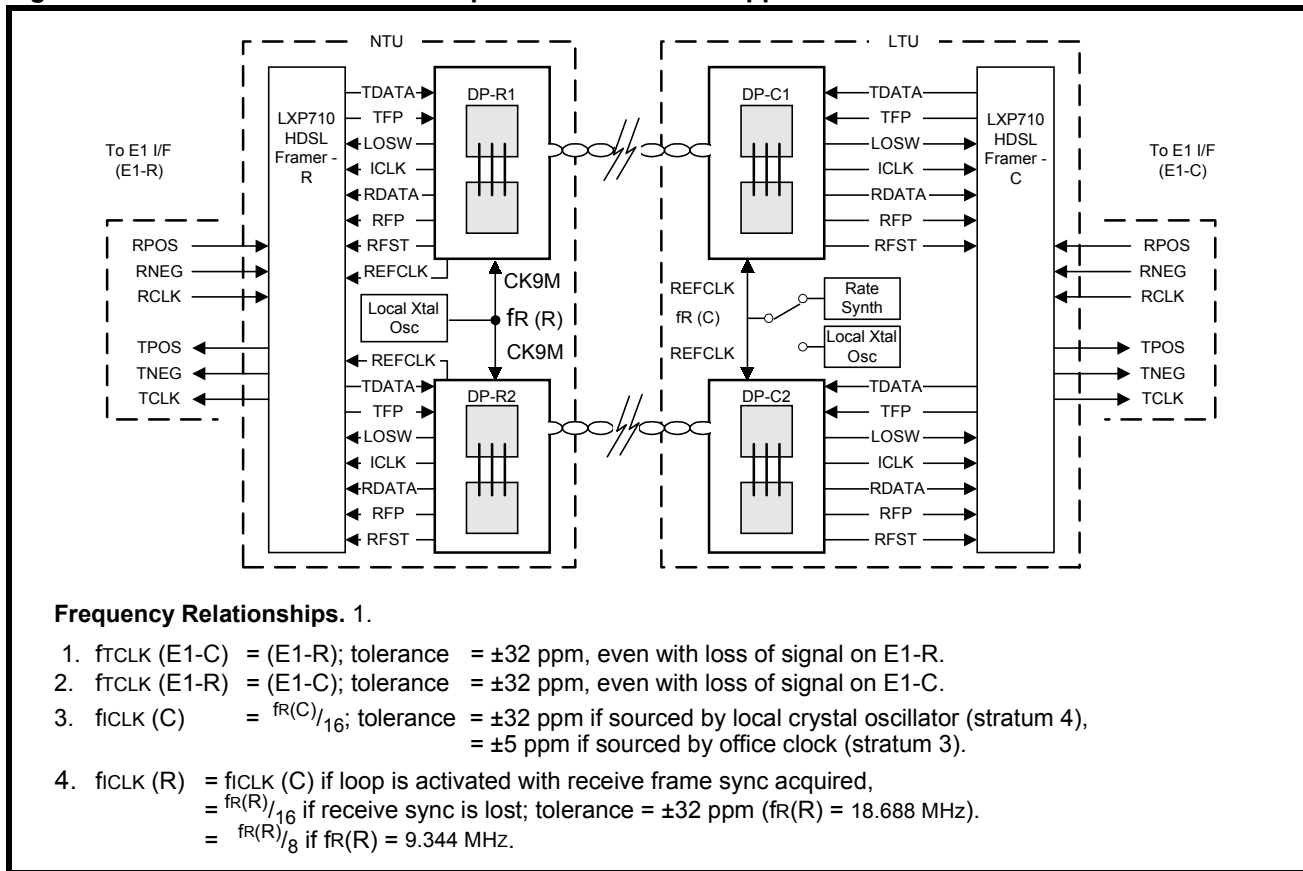 NTU
LTU
To E1 I/F
(E1-R)
RPOS
RNEG
RCLK
TPOS
TNEG
TCLK
LXP710
HDSL
Framer -
R
TDATA
TFP
LOSW
ICLK
RDATA
RFP
RFST
REFCLK
Local Xtal
Osc
REFCLK
TDATA
TFP
LOSW
ICLK
RDATA
RFP
RFST
DP-R1
CK9M
fR (R)
CK9M
DP-R2
DP-C1
REFCLK
fR (C)
REFCLK
Rate
Synth
Local Xtal
Osc
DP-C2
TDATA
TFP
LOSW
ICLK
RDATA
RFP
RFST
TDATA
TFP
LOSW
ICLK
RDATA
RFP
RFST
LXP710
HDSL
Framer -
C
To E1 I/F
(E1-C)
RPOS
RNEG
RCLK
TPOS
TNEG
TCLK
Frequency Relationships. 1.
1. fTCLK (E1-C) = (E1-R); tolerance = ±32 ppm, even with loss of signal on E1-R.
2. fTCLK (E1-R) = (E1-C); tolerance = ±32 ppm, even with loss of signal on E1-C.
3. fICLK (C) = fR(C)/16; tolerance = ±32 ppm if sourced by local crystal oscillator (stratum 4),
= ±5 ppm if sourced by office clock (stratum 3).
4. fICLK (R) = fICLK (C) if loop is activated with receive frame sync acquired,
= fR(R)/16 if receive sync is lost; tolerance = ±32 ppm (fR(R) = 18.688 MHz).
= fR(R)/8 if fR(R) = 9.344 MHz.